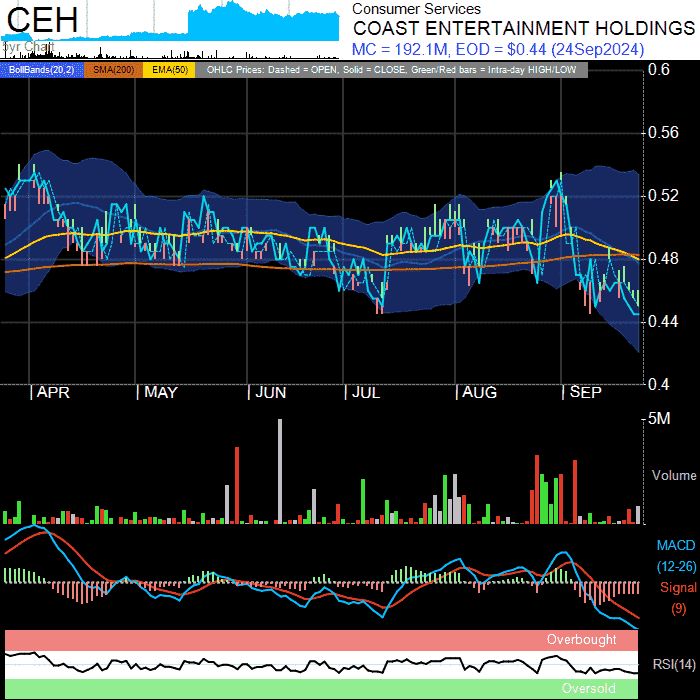 CEH
5yr Chart
Consumer Services
COAST ENTERTAINMENT HOLDINGS
MC = 192.1M, EOD = $0.44 (24Sep2024)
BollBands(20,2) SMA(200) EMA(50) OHLC Prices: Dashed = OPEN, Solid = CLOSE, Green/Red bars = Intra-day HIGH/LOW
0.6
0.56
0.52
0.48
0.44
0.4
APR MAY JUN JUL AUG SEP
5M
Volume
MACD
(12-26)
Signal
(9)
Overbought
RSI(14)
Oversold